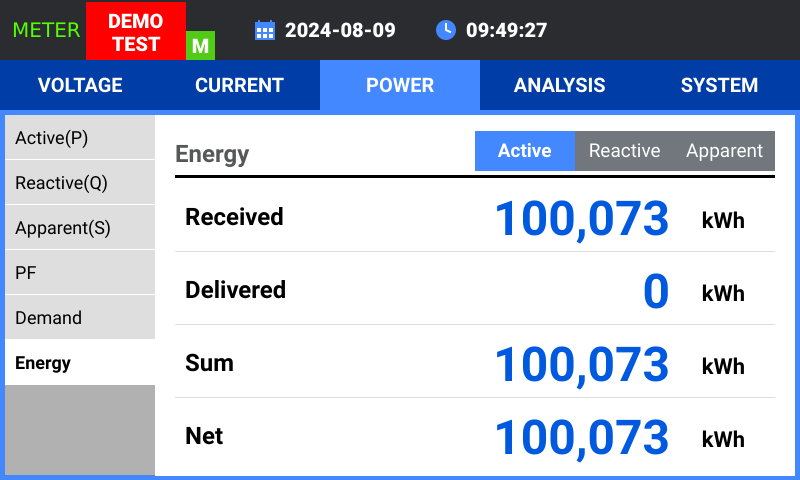 METER
DEMO
TEST
M
2024-08-09
09:49:27
VOLTAGE CURRENT POWER ANALYSIS SYSTEM
Active(P)
Reactive(Q)
Apparent(S)
PF
Demand
Energy
Energy Active Reactive Apparent
Received 100,073 kWh
Delivered 0 kWh
Sum 100,073 kWh
Net 100,073 kWh